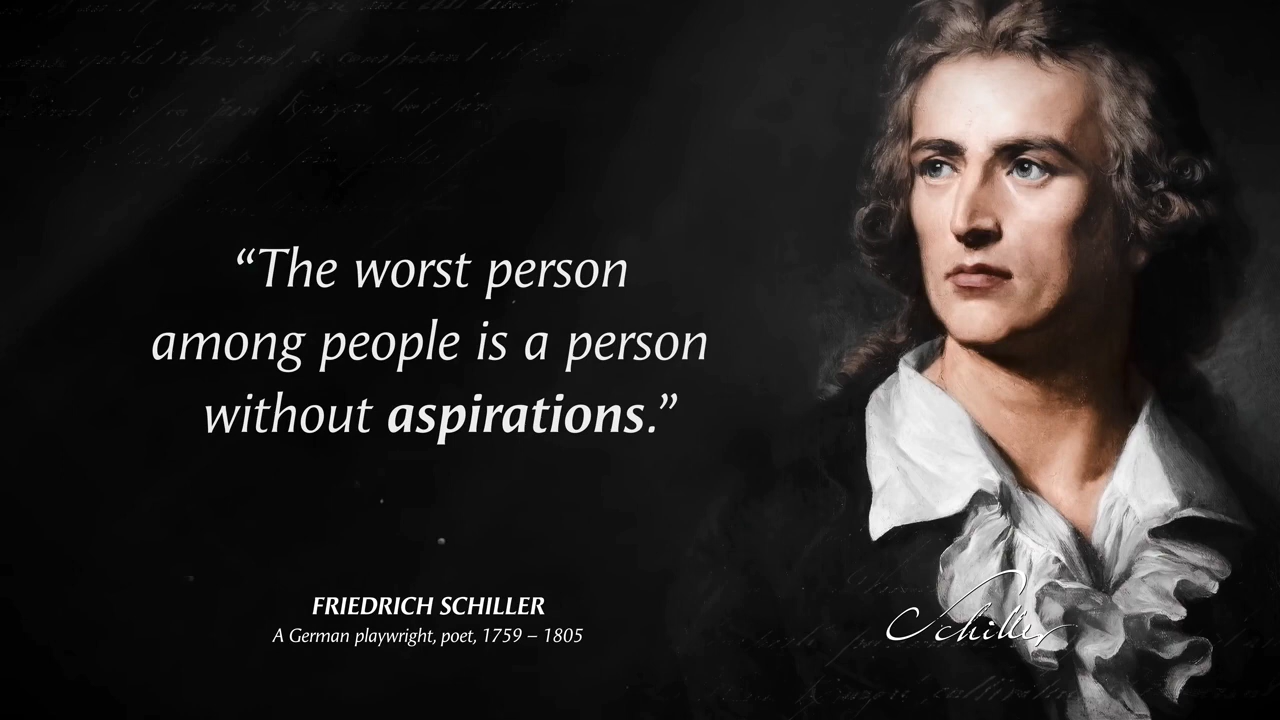 “The worst person
among people is a person
without aspirations.”
FRIEDRICH SCHILLER
A German playwright, poet, 1759 – 1805
Schiller